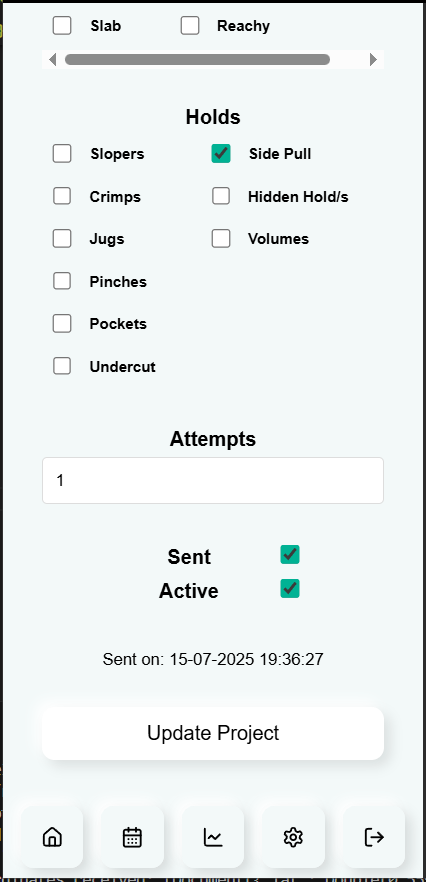 Slab Reachy
Holds
Slopers Side Pull
Crimps Hidden Hold/s
Jugs Volumes
Pinches
Pockets
Undercut
Attempts
1
Sent
Active
Sent on: 15-07-2025 19:36:27
Update Project